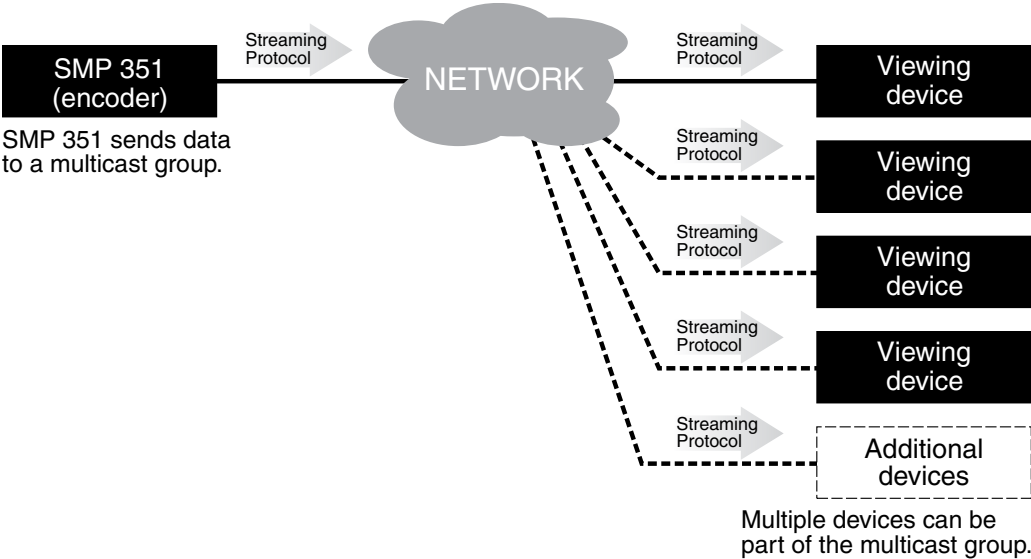 Streaming
Protocol
SMP 351
(encoder)
SMP 351 sends data
to a multicast group.
NETWORK
Streaming
Protocol
Viewing
device
Streaming
Protocol
Viewing
device
Streaming
Protocol
Viewing
device
Streaming
Protocol
Viewing
device
Streaming
Protocol
Additional
devices
Multiple devices can be
part of the multicast group.